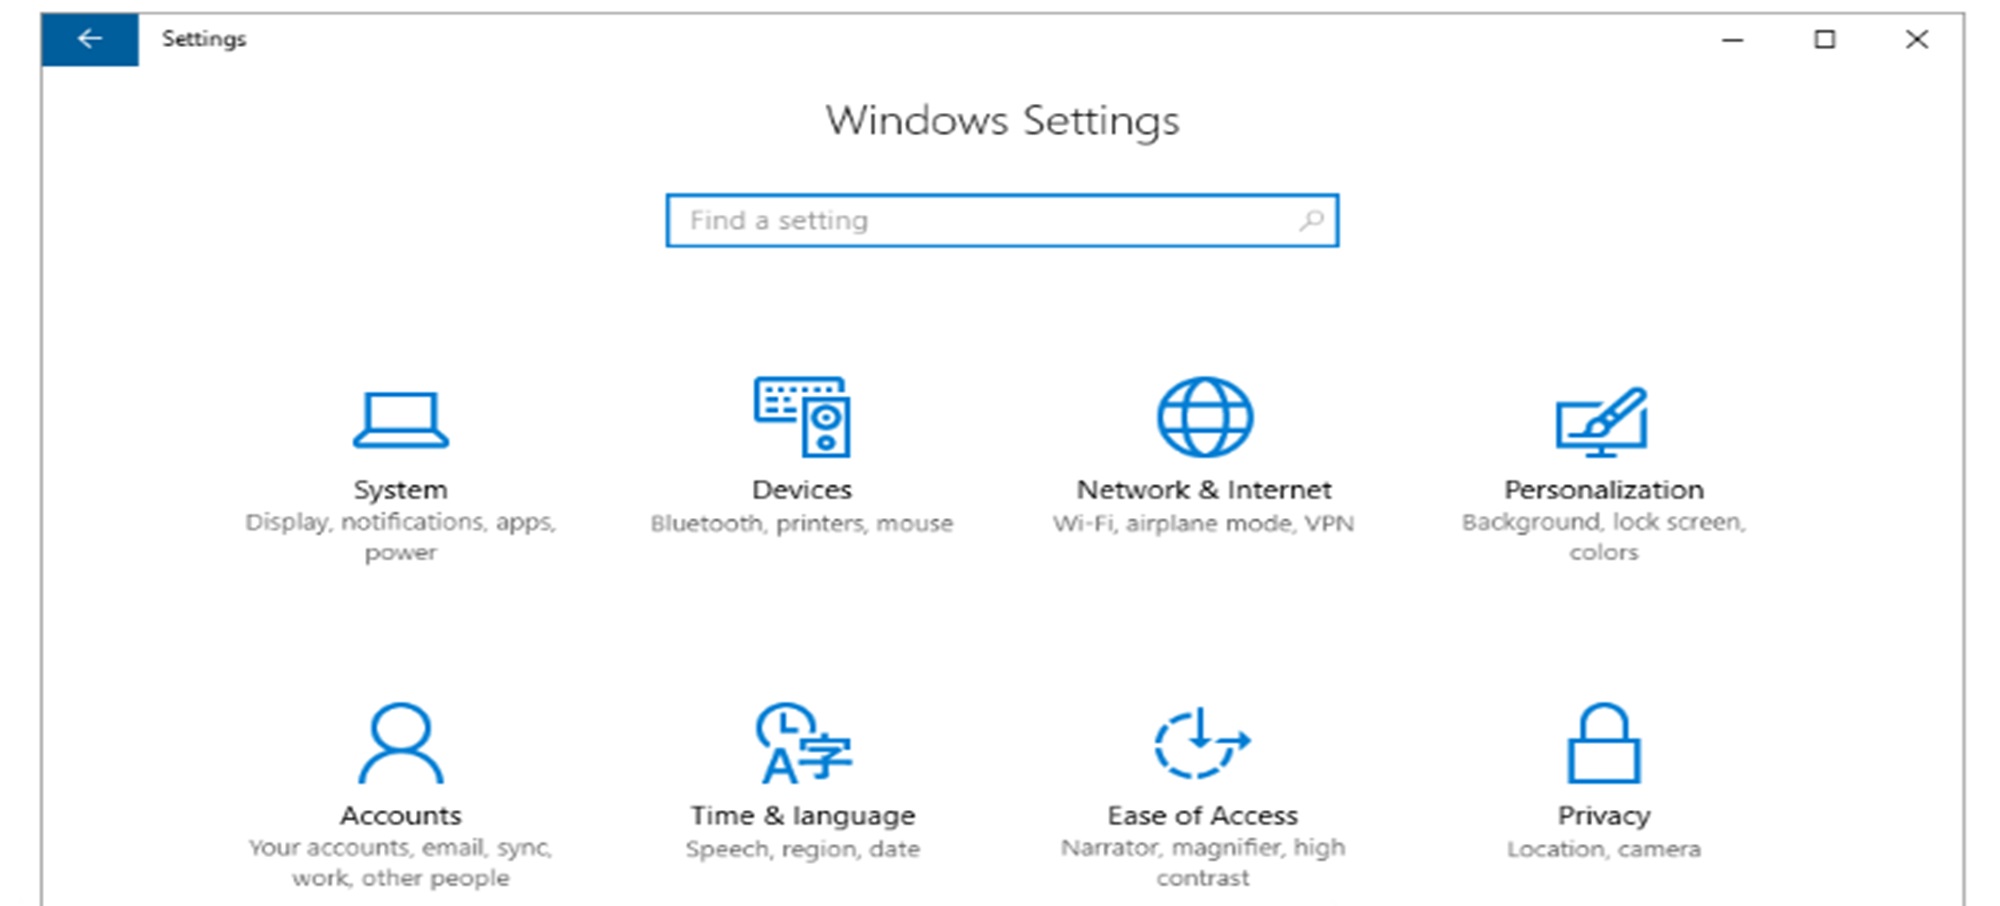 Settings
Windows Settings
Find a setting
System
Display, notifications, apps,
power
Devices
Bluetooth, printers, mouse
Network & Internet
Wi-Fi, airplane mode, VPN
Personalization
Background, lock screen,
colors
Accounts
Your accounts, email, sync,
work, other people
A字
Time & language
Speech, region, date
Ease of Access
Narrator, magnifier, high
contrast
Privacy
Location, camera